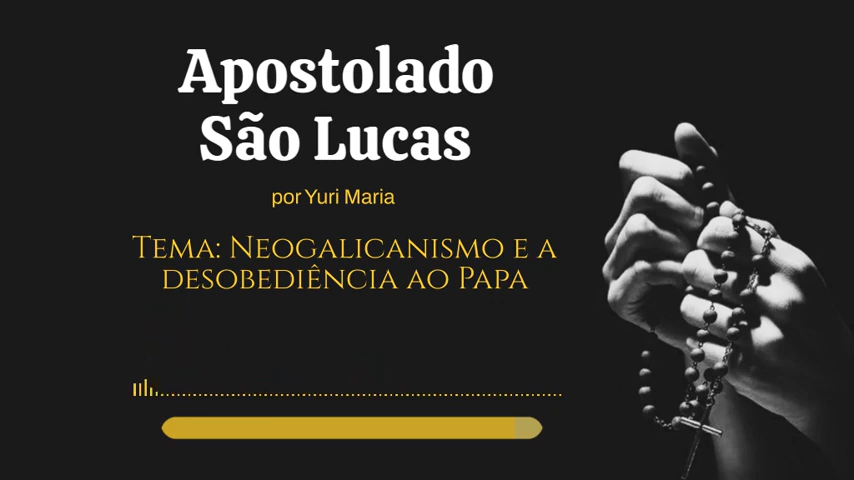 Apostolado
São Lucas
por Yuri Maria
Tema: Neogalicanismo e a
desobediência ao Papa